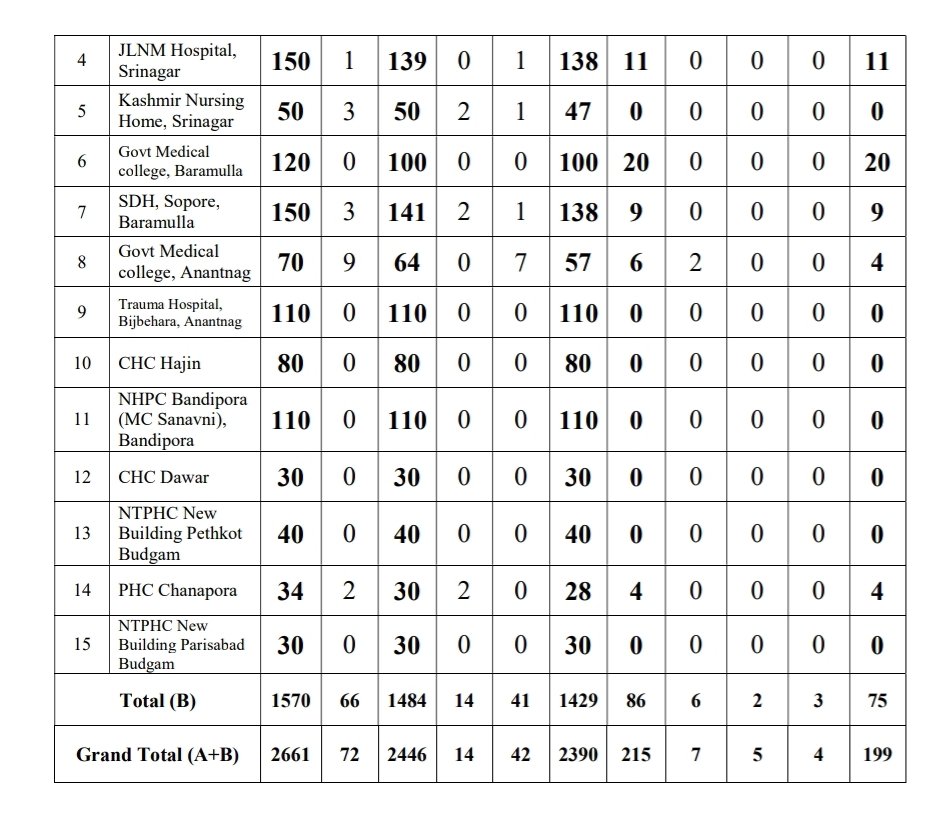 4 JLNM Hospital, Srinagar 150 1 139 0 1 138 11 0 0 0 11
5 Kashmir Nursing Home, Srinagar 50 3 50 2 1 47 0 0 0 0 0
6 Govt Medical college, Baramulla 120 0 100 0 0 100 20 0 0 0 20
7 SDH, Sopore, Baramulla 150 3 141 2 1 138 9 0 0 0 9
8 Govt Medical college, Anantnag 70 9 64 0 7 57 6 2 0 0 4
9 Trauma Hospital, Bijbehara, Anantnag 110 0 110 0 0 110 0 0 0 0 0
10 CHC Hajin 80 0 80 0 0 80 0 0 0 0 0
11 NHPC Bandipora (MC Sanavni), Bandipora 110 0 110 0 0 110 0 0 0 0 0
12 CHC Dawar 30 0 30 0 0 30 0 0 0 0 0
13 NTPHC New Building Pethkot Budgam 40 0 40 0 0 40 0 0 0 0 0
14 PHC Chanapora 34 2 30 2 0 28 4 0 0 0 4
15 NTPHC New Building Parisabad Budgam 30 0 30 0 0 30 0 0 0 0 0
Total (B) 1570 66 1484 14 41 1429 86 6 2 3 75
Grand Total (A+B) 2661 72 2446 14 42 2390 215 7 5 4 199